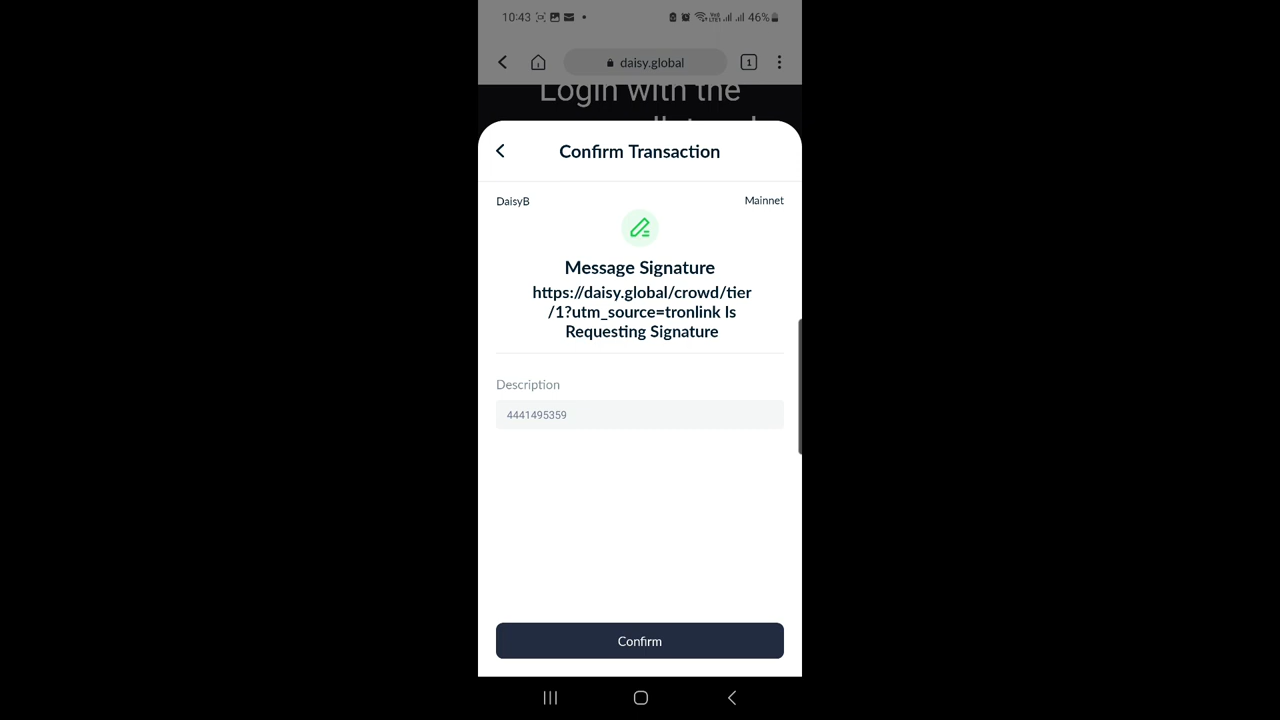 10:43
46%
daisy.global
1
Login with the
Confirm Transaction
DaisyB
Mainnet
Message Signature
https://daisy.global/crowd/tier
/1?utm_source=tronlink Is
Requesting Signature
Description
4441495359
Confirm